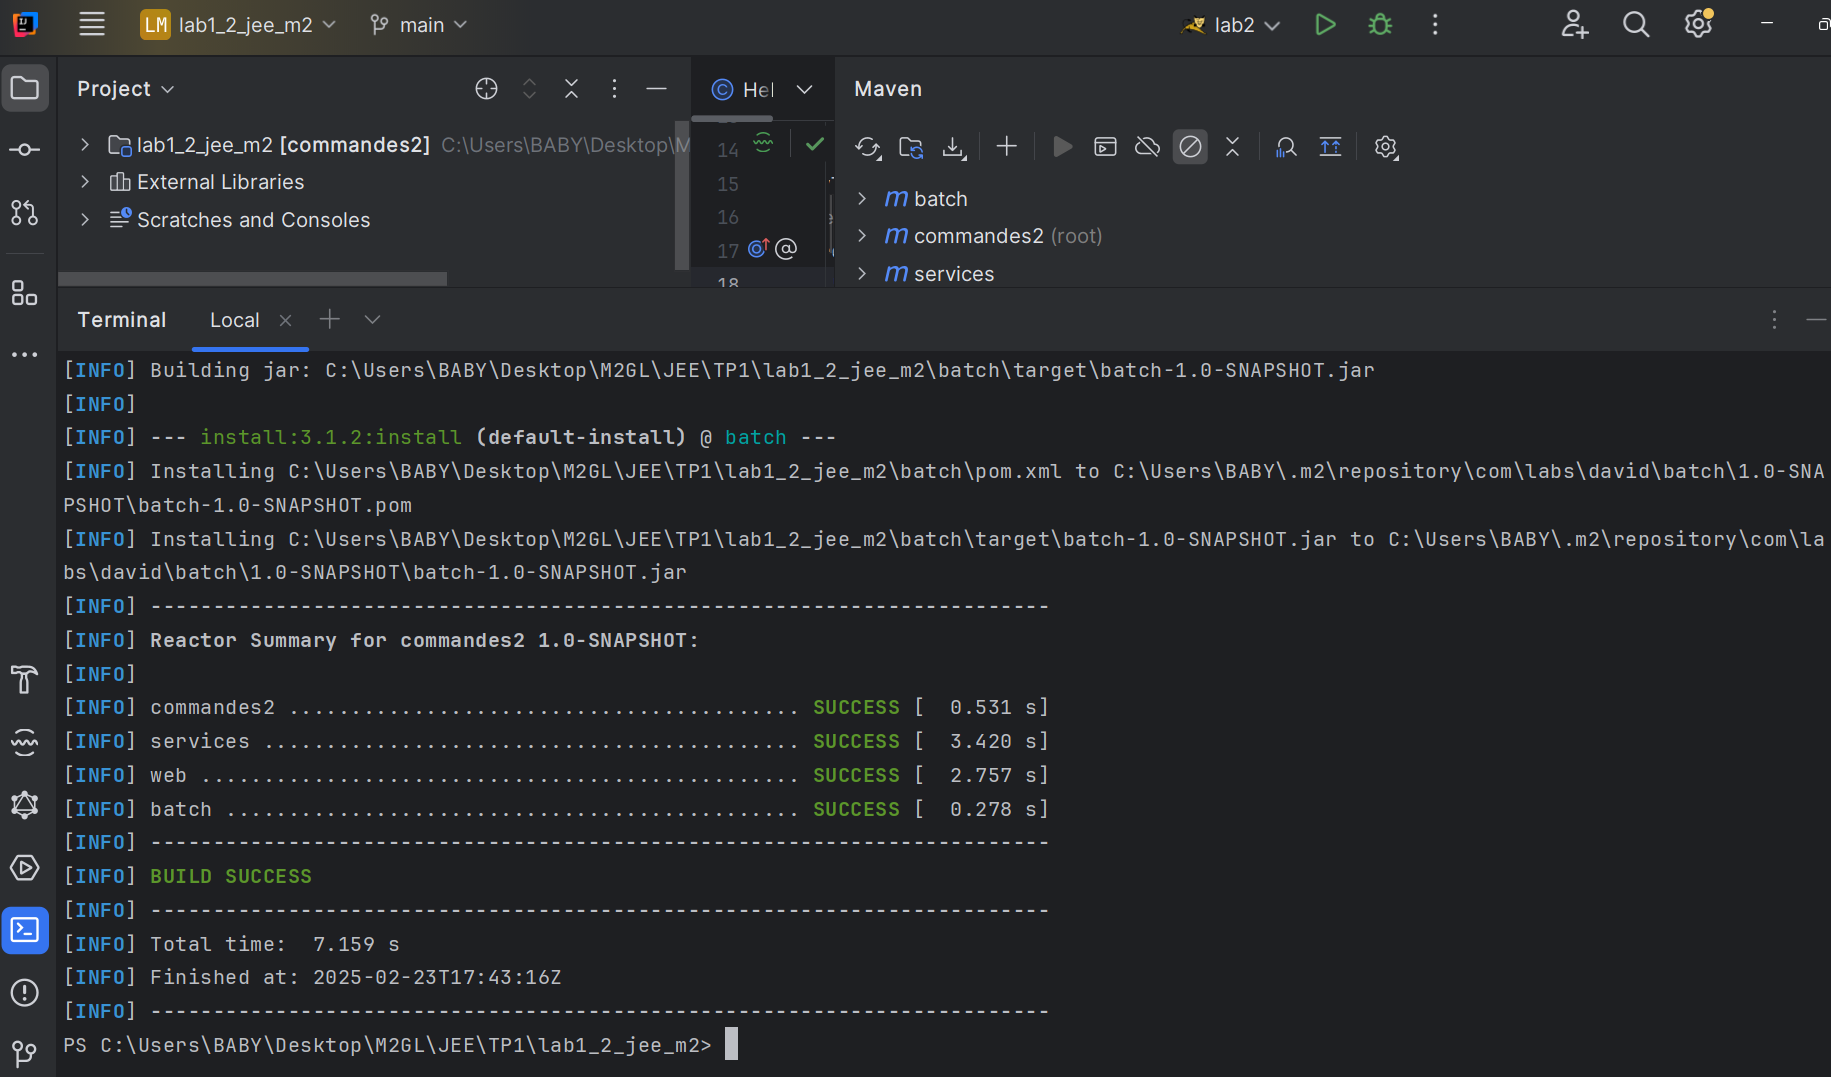 LM lab1_2_jee_m2 main lab2
Project
Hel
Maven
lab1_2_jee_m2 [commandes2] C:\Users\BABY\Desktop\M
External Libraries
Scratches and Consoles
14
15
16
17 @
18
m batch
m commandes2 (root)
m services
Terminal Local
[INFO] Building jar: C:\Users\BABY\Desktop\M2GL\JEE\TP1\lab1_2_jee_m2\batch\target\batch-1.0-SNAPSHOT.jar
[INFO]
[INFO] --- install:3.1.2:install (default-install) @ batch ---
[INFO] Installing C:\Users\BABY\Desktop\M2GL\JEE\TP1\lab1_2_jee_m2\batch\pom.xml to C:\Users\BABY\.m2\repository\com\labs\david\batch\1.0-SNA
PSHOT\batch-1.0-SNAPSHOT.pom
[INFO] Installing C:\Users\BABY\Desktop\M2GL\JEE\TP1\lab1_2_jee_m2\batch\target\batch-1.0-SNAPSHOT.jar to C:\Users\BABY\.m2\repository\com\la
bs\david\batch\1.0-SNAPSHOT\batch-1.0-SNAPSHOT.jar
[INFO] ------------------------------------------------------------------------
[INFO] Reactor Summary for commandes2 1.0-SNAPSHOT:
[INFO]
[INFO] commandes2 ......................................... SUCCESS [  0.531 s]
[INFO] services ........................................... SUCCESS [  3.420 s]
[INFO] web ................................................ SUCCESS [  2.757 s]
[INFO] batch .............................................. SUCCESS [  0.278 s]
[INFO] ------------------------------------------------------------------------
[INFO] BUILD SUCCESS
[INFO] ------------------------------------------------------------------------
[INFO] Total time:  7.159 s
[INFO] Finished at: 2025-02-23T17:43:16Z
[INFO] ------------------------------------------------------------------------
PS C:\Users\BABY\Desktop\M2GL\JEE\TP1\lab1_2_jee_m2>